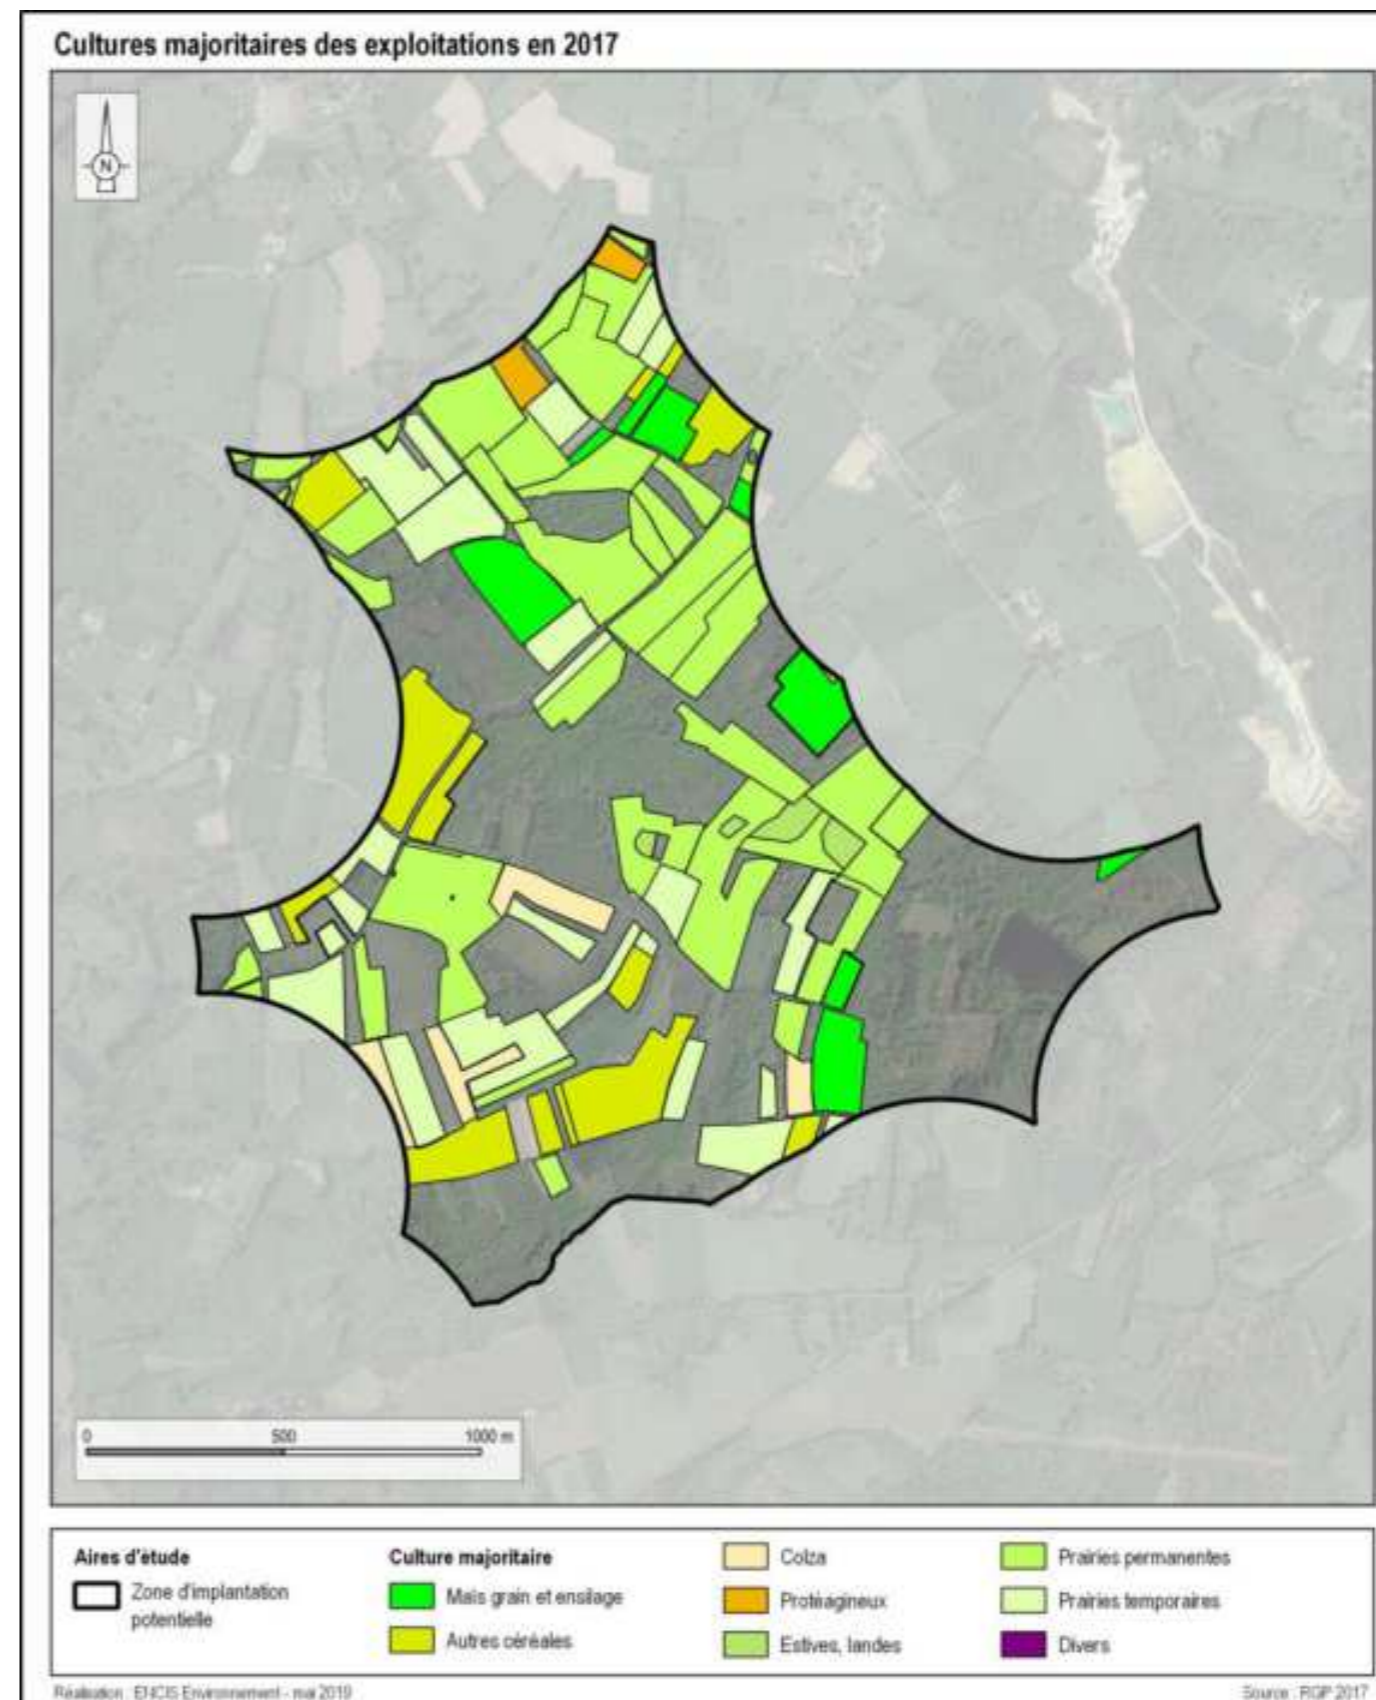 Cultures majoritaires des exploitations en 2017
N
0 500 1000 m
Aires d'étude
Zone d'implantation
potentielle
Culture majoritaire
Maïs grain et ensilage
Autres céréales
Colza
Protéagineux
Estives, landes
Prairies permanentes
Prairies temporaires
Divers
Réalisation : ENCIS Environnement - mai 2019
Source : RGP 2017